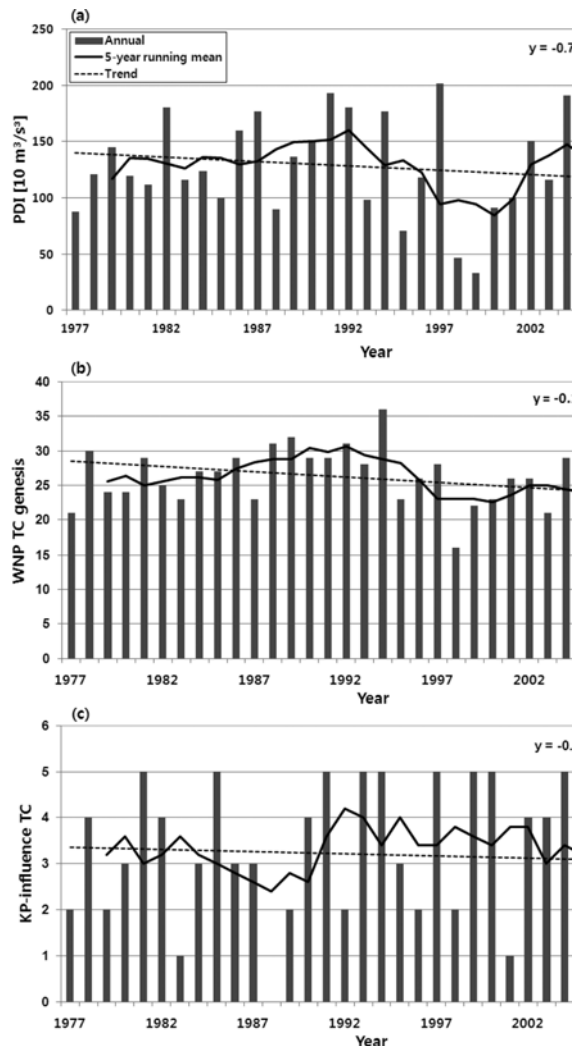 (a)
Annual
5-year running mean
Trend
y = -0.7
PDI [10 m³/s³]
250
200
150
100
50
0
1977 1982 1987 1992 1997 2002
Year
(b)
y = -0.
WNP TC genesis
40
35
30
25
20
15
10
5
0
1977 1982 1987 1992 1997 2002
Year
(c)
y = -0.
KP-influence TC
6
5
4
3
2
1
0
1977 1982 1987 1992 1997 2002
Year